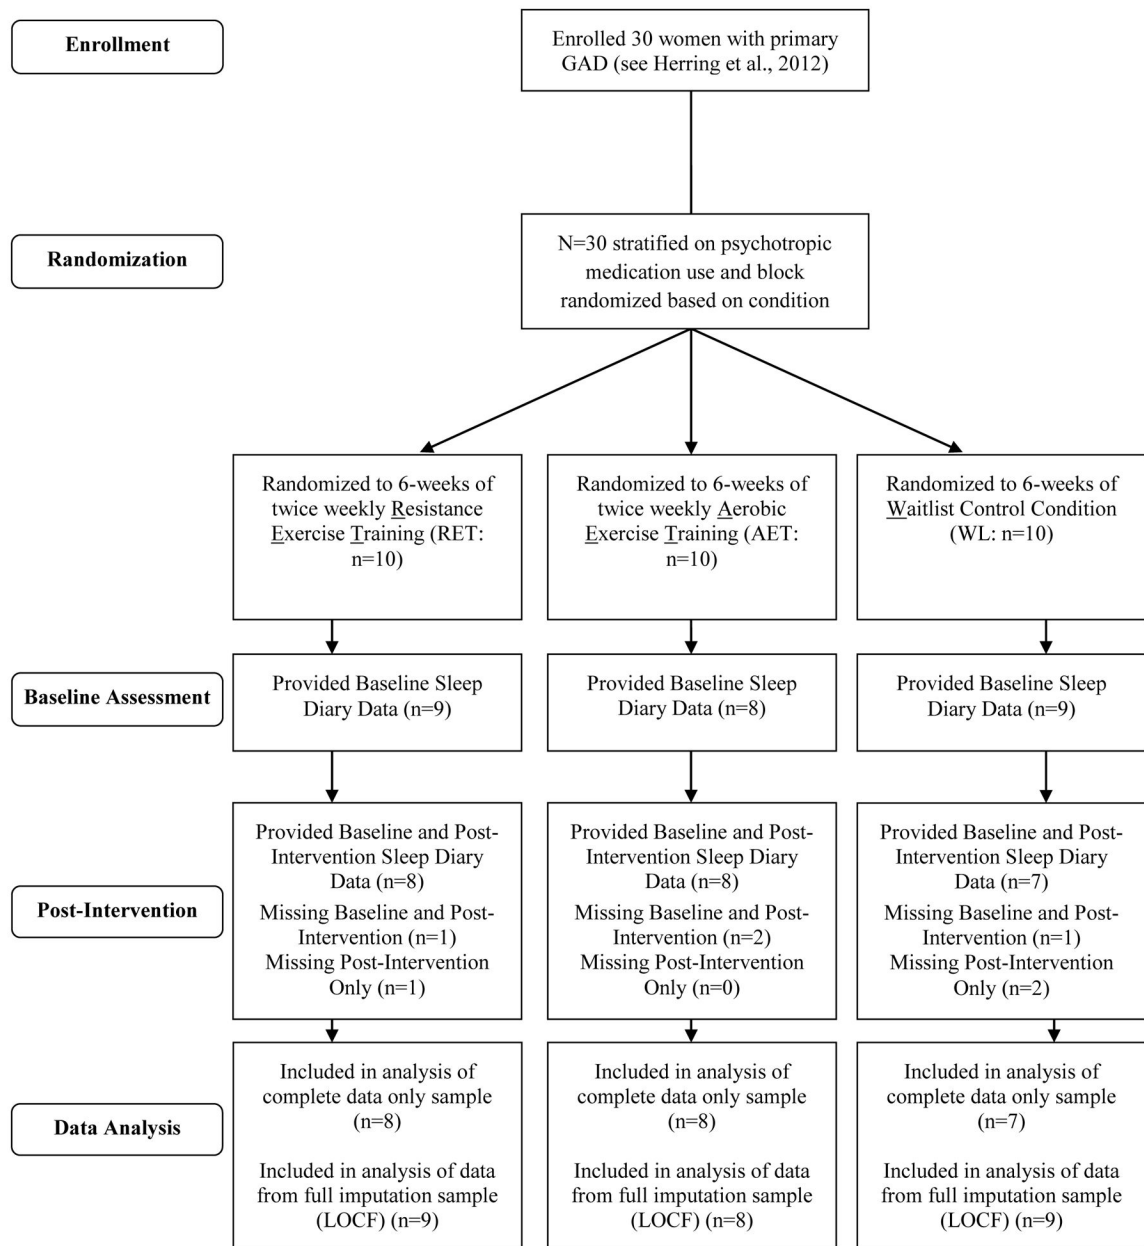 Enrollment
Enrolled 30 women with primary
GAD (see Herring et al., 2012)
Randomization
N=30 stratified on psychotropic
medication use and block
randomized based on condition
Randomized to 6-weeks of
twice weekly Resistance
Exercise Training (RET:
n=10)
Randomized to 6-weeks of
twice weekly Aerobic
Exercise Training (AET:
n=10)
Randomized to 6-weeks of
Waitlist Control Condition
(WL: n=10)
Baseline Assessment
Provided Baseline Sleep
Diary Data (n=9)
Provided Baseline Sleep
Diary Data (n=8)
Provided Baseline Sleep
Diary Data (n=9)
Post-Intervention
Provided Baseline and Post-
Intervention Sleep Diary
Data (n=8)
Missing Baseline and Post-
Intervention (n=1)
Missing Post-Intervention
Only (n=1)
Provided Baseline and Post-
Intervention Sleep Diary
Data (n=8)
Missing Baseline and Post-
Intervention (n=2)
Missing Post-Intervention
Only (n=0)
Provided Baseline and Post-
Intervention Sleep Diary
Data (n=7)
Missing Baseline and Post-
Intervention (n=1)
Missing Post-Intervention
Only (n=2)
Data Analysis
Included in analysis of
complete data only sample
(n=8)
Included in analysis of data
from full imputation sample
(LOCF) (n=9)
Included in analysis of
complete data only sample
(n=8)
Included in analysis of data
from full imputation sample
(LOCF) (n=8)
Included in analysis of
complete data only sample
(n=7)
Included in analysis of data
from full imputation sample
(LOCF) (n=9)